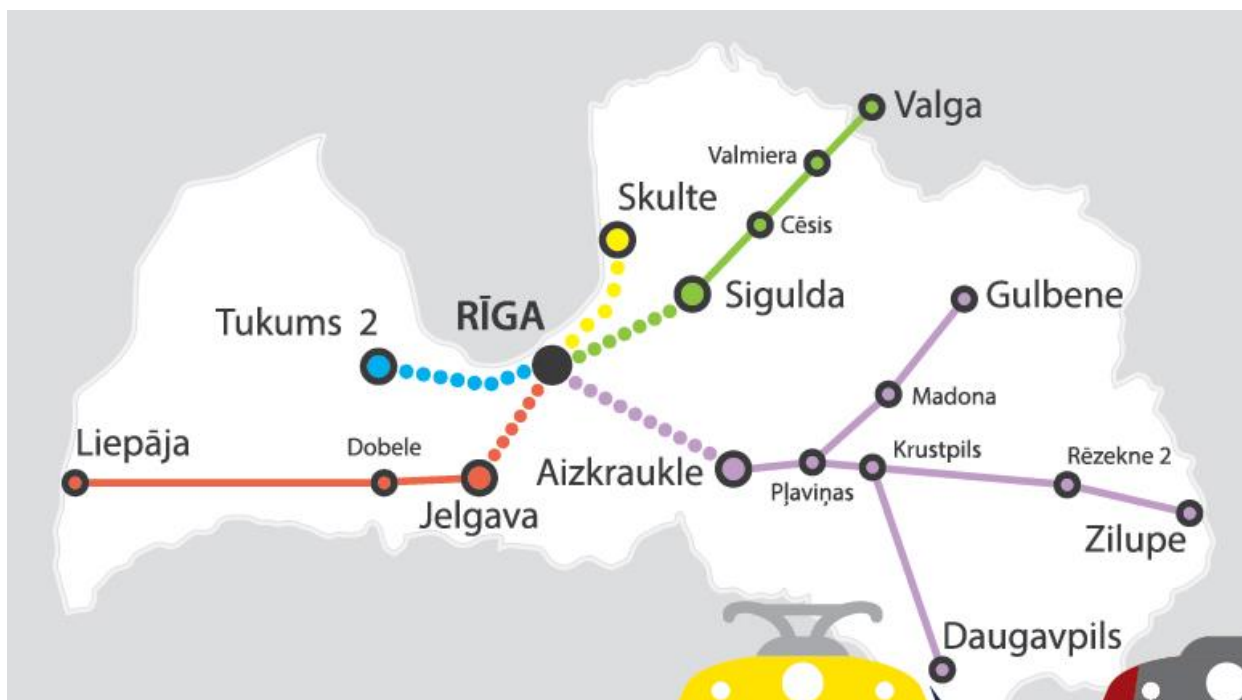 Valga
Valmiera
Skulte
Cēsis
Sigulda
Gulbene
RĪGA
Tukums 2
Madona
Liepāja
Dobele
Krustpils
Aizkraukle
Rēzekne 2
Pļaviņas
Jelgava
Zilupe
Daugavpils